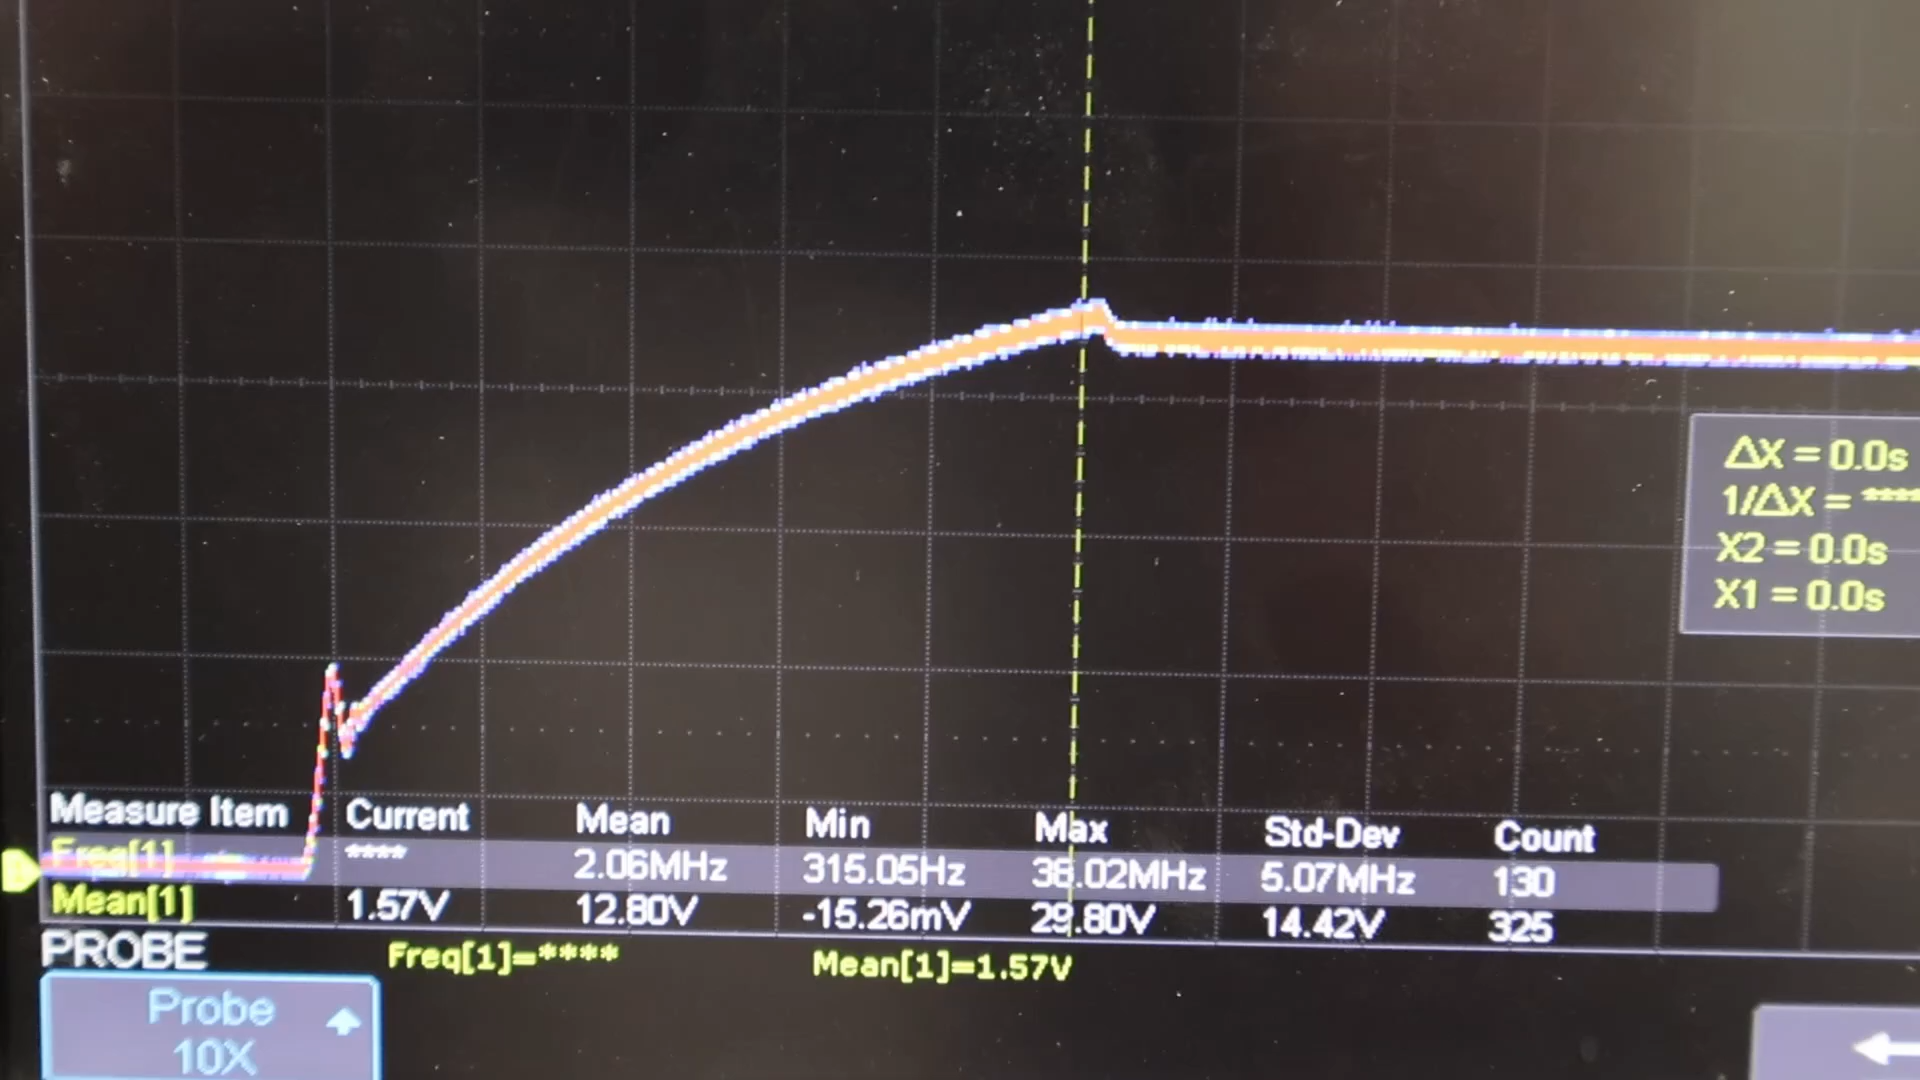 ΔX = 0.0s
1/ΔX = ****
X2 = 0.0s
X1 = 0.0s
Measure Item Current Mean Min Max Std-Dev Count
Freq[1] **** 2.06MHz 315.05Hz 38.02MHz 5.07MHz 130
Mean[1] 1.57V 12.80V -15.26mV 29.80V 14.42V 325
PROBE Freq[1]=**** Mean[1]=1.57V
Probe
10X